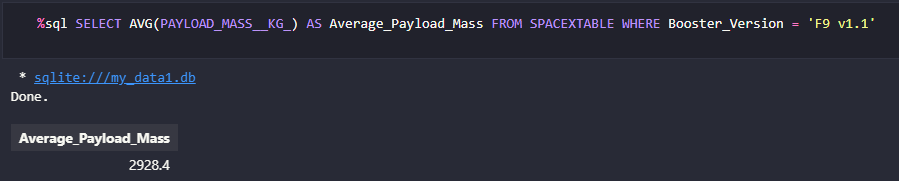 %sql SELECT AVG(PAYLOAD_MASS__KG_) AS Average_Payload_Mass FROM SPACEXTABLE WHERE Booster_Version = 'F9 v1.1'
* sqlite:///my_data1.db
Done.
Average_Payload_Mass
2928.4